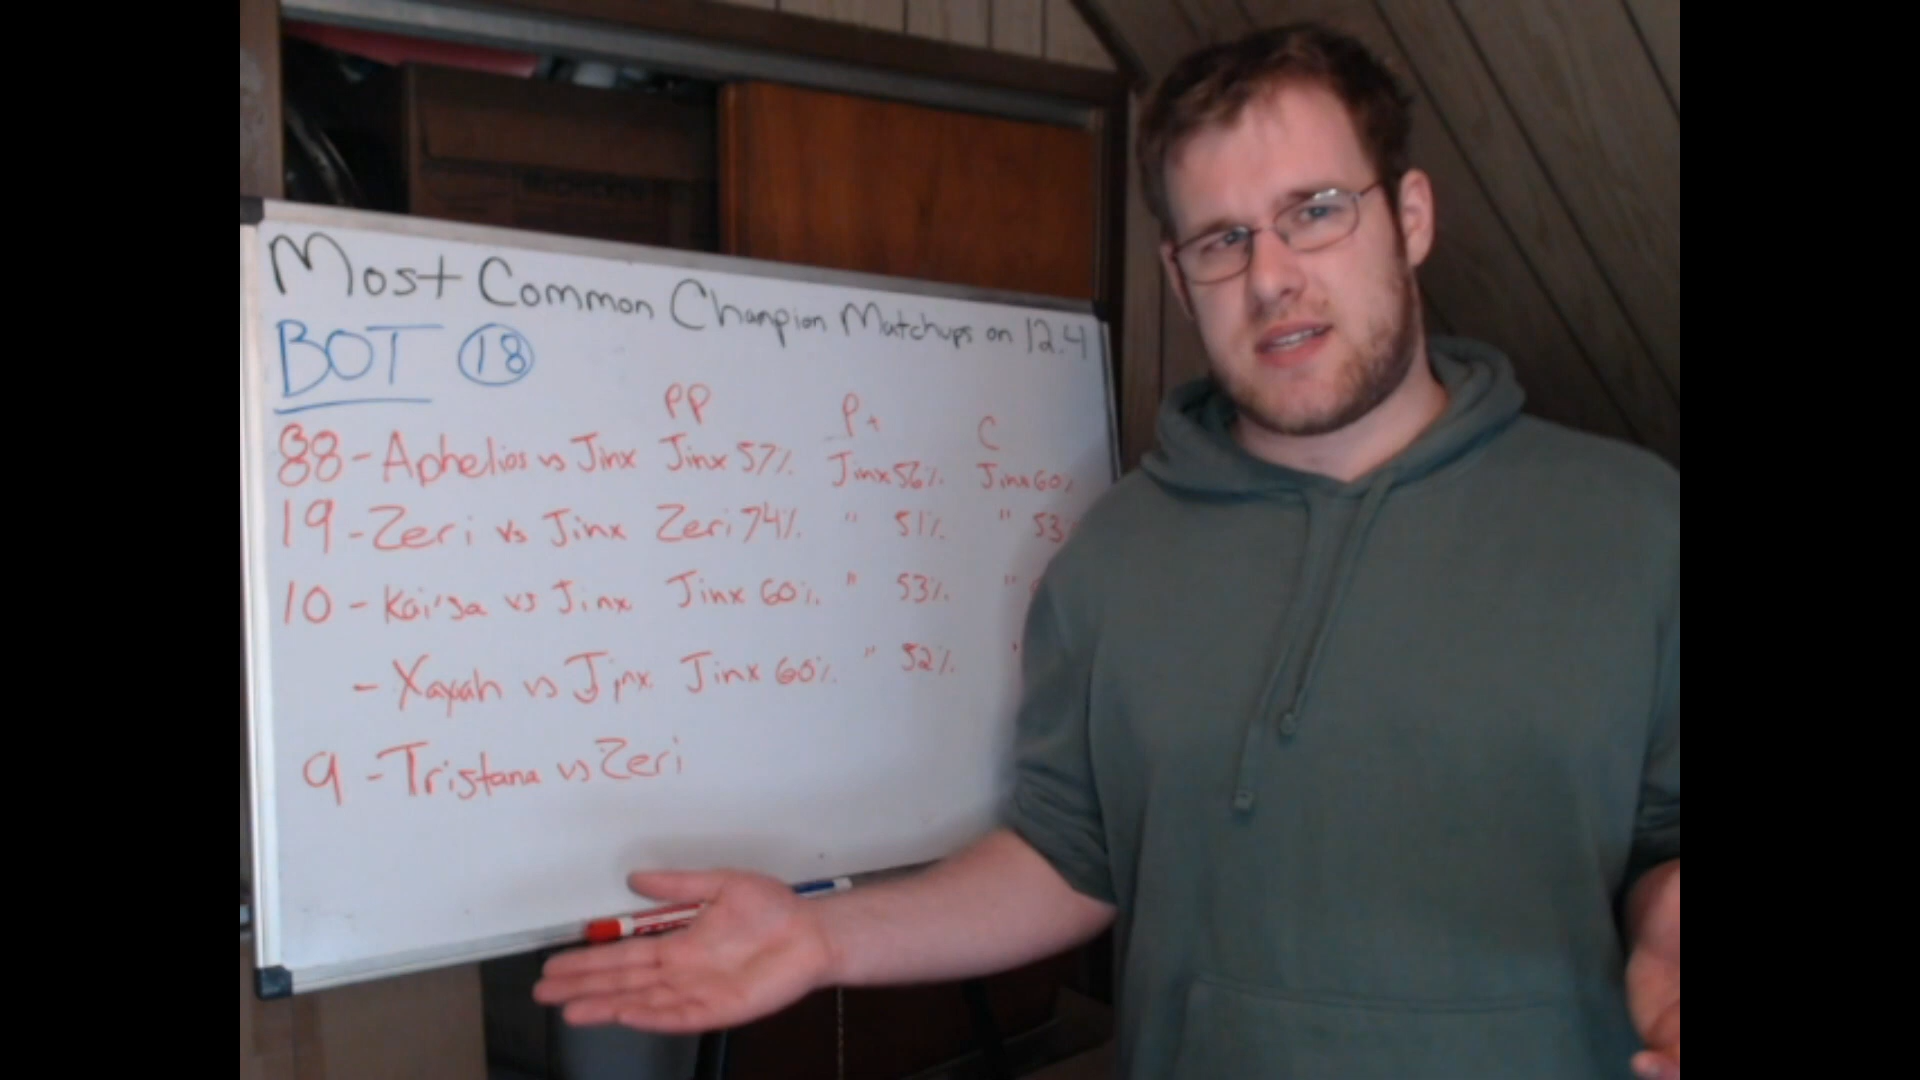 Most Common Champion Matchups on 12.4
BOT 18
PP P+ C
88 - Aphelios vs Jinx Jinx 57% Jinx 56% Jinx 60%
19 - Zeri vs Jinx Zeri 74% " 51% " 53
10 - Kai'sa vs Jinx Jinx 60% " 53% "
- Xayah vs Jinx Jinx 60% " 52% "
9 - Tristana vs Zeri